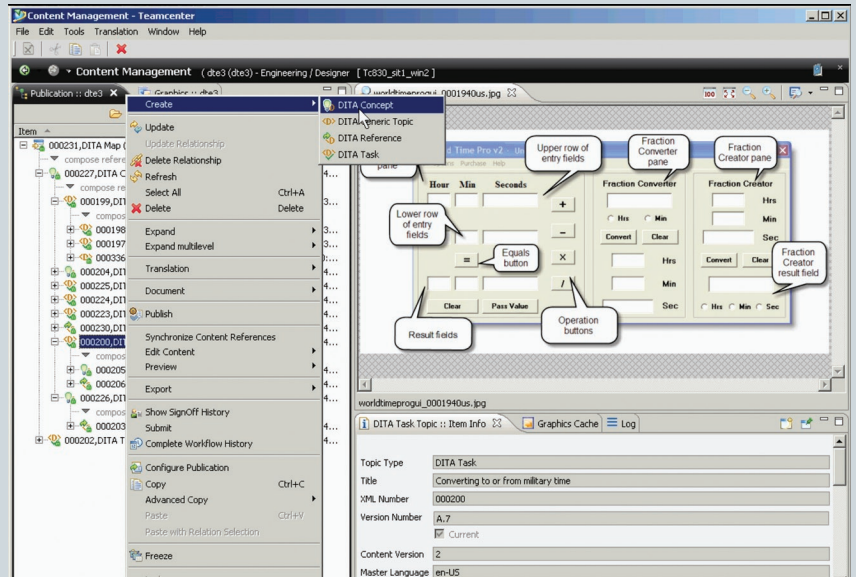 Content Management - Teamcenter
File Edit Tools Translation Window Help
Content Management ( dte3 (dte3) - Engineering / Designer [ Tc830_sit1_win2 ]
Publication :: dte3
Graphics :: dte3
worldtimeprogui_0001940us.jpg
Item
000231,DITA Map (
compose refere
000227,DITA C
compose re
000199,DIT
compos
000198
000197
000336
000204,DIT
000225,DIT
000224,DIT
000223,DIT
000230,DIT
000200,DIT
compos
000205
000206
000226,DIT
compos
000203
000202,DITA T
Create
Update
Update Relationship
Delete Relationship
Refresh
Select All Ctrl+A
Delete Delete
Expand
Expand multilevel
Translation
Document
Publish
Synchronize Content References
Edit Content
Preview
Export
Show SignOff History
Submit
Complete Workflow History
Configure Publication
Copy Ctrl+C
Advanced Copy
Paste Ctrl+V
Paste with Relation Selection
Freeze
DITA Concept
DITA Generic Topic
DITA Reference
DITA Task
Time Pro v2
Purchase Help
pane
Upper row of entry fields
Fraction Converter pane
Fraction Creator pane
Hour Min Seconds
Fraction Converter
Fraction Creator
Lower row of entry fields
Equals button
Operation buttons
Result fields
Fraction Creator result field
+
−
×
/
=
Clear
Pass Value
Hrs Min
Convert Clear
Hrs
Min
Sec
Hrs
Min
Sec
Convert Clear
Hrs Min Sec
worldtimeprogui_0001940us.jpg
DITA Task Topic :: Item Info
Graphics Cache
Log
Topic Type DITA Task
Title Converting to or from military time
XML Number 000200
Version Number A.7
Current
Content Version 2
Master Language en-US